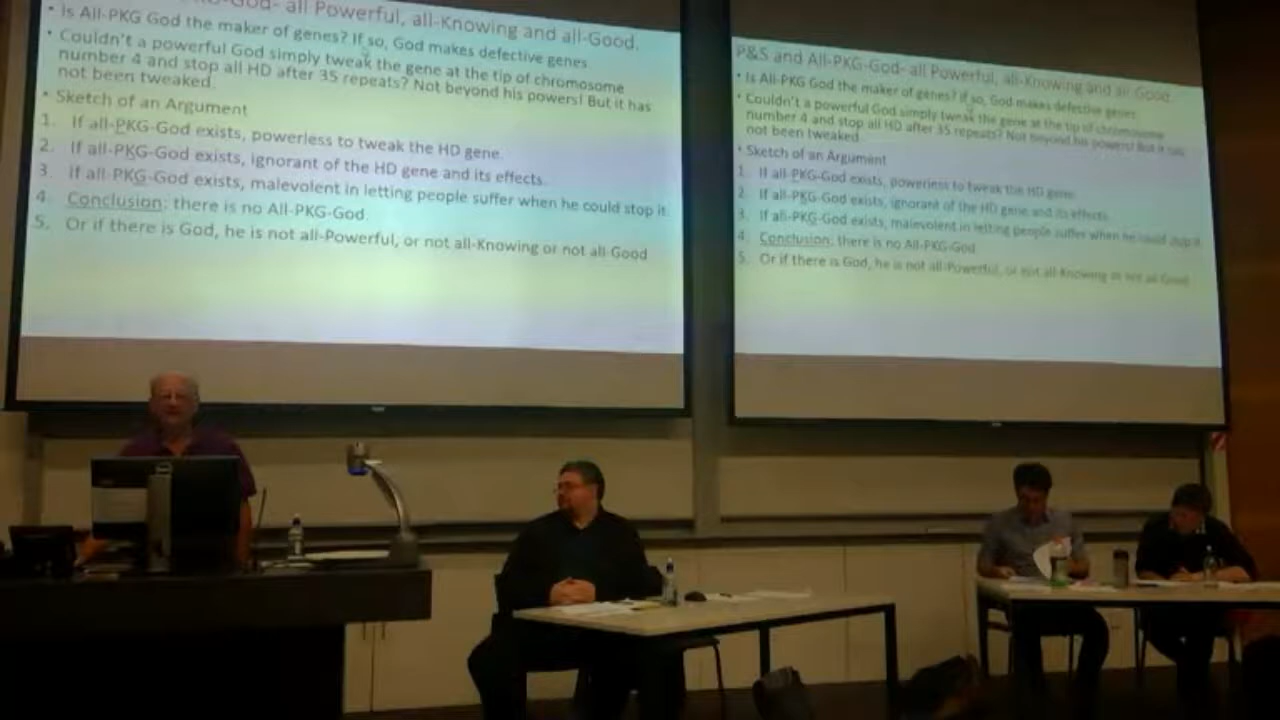 -God- all Powerful, all-Knowing and all-Good.
• Is All-PKG God the maker of genes? If so, God makes defective genes
• Couldn't a powerful God simply tweak the gene at the tip of chromosome
number 4 and stop all HD after 35 repeats? Not beyond his powers! But it has
not been tweaked.
• Sketch of an Argument
1. If all-PKG-God exists, powerless to tweak the HD gene.
2. If all-PKG-God exists, ignorant of the HD gene and its effects.
3. If all-PKG-God exists, malevolent in letting people suffer when he could stop it.
4. Conclusion: there is no All-PKG-God.
5. Or if there is God, he is not all-Powerful, or not all-Knowing or not all Good
P&S and All-PKG-God- all Powerful, all-Knowing and all-Good.
• Is All-PKG God the maker of genes? If so, God makes defective genes
• Couldn't a powerful God simply tweak the gene at the tip of chromosome
number 4 and stop all HD after 35 repeats? Not beyond his powers! But it has
not been tweaked.
• Sketch of an Argument
1. If all-PKG-God exists, powerless to tweak the HD gene.
2. If all-PKG-God exists, ignorant of the HD gene and its effects.
3. If all-PKG-God exists, malevolent in letting people suffer when he could stop it.
4. Conclusion: there is no All-PKG-God.
5. Or if there is God, he is not all-Powerful, or not all-Knowing or not all Good